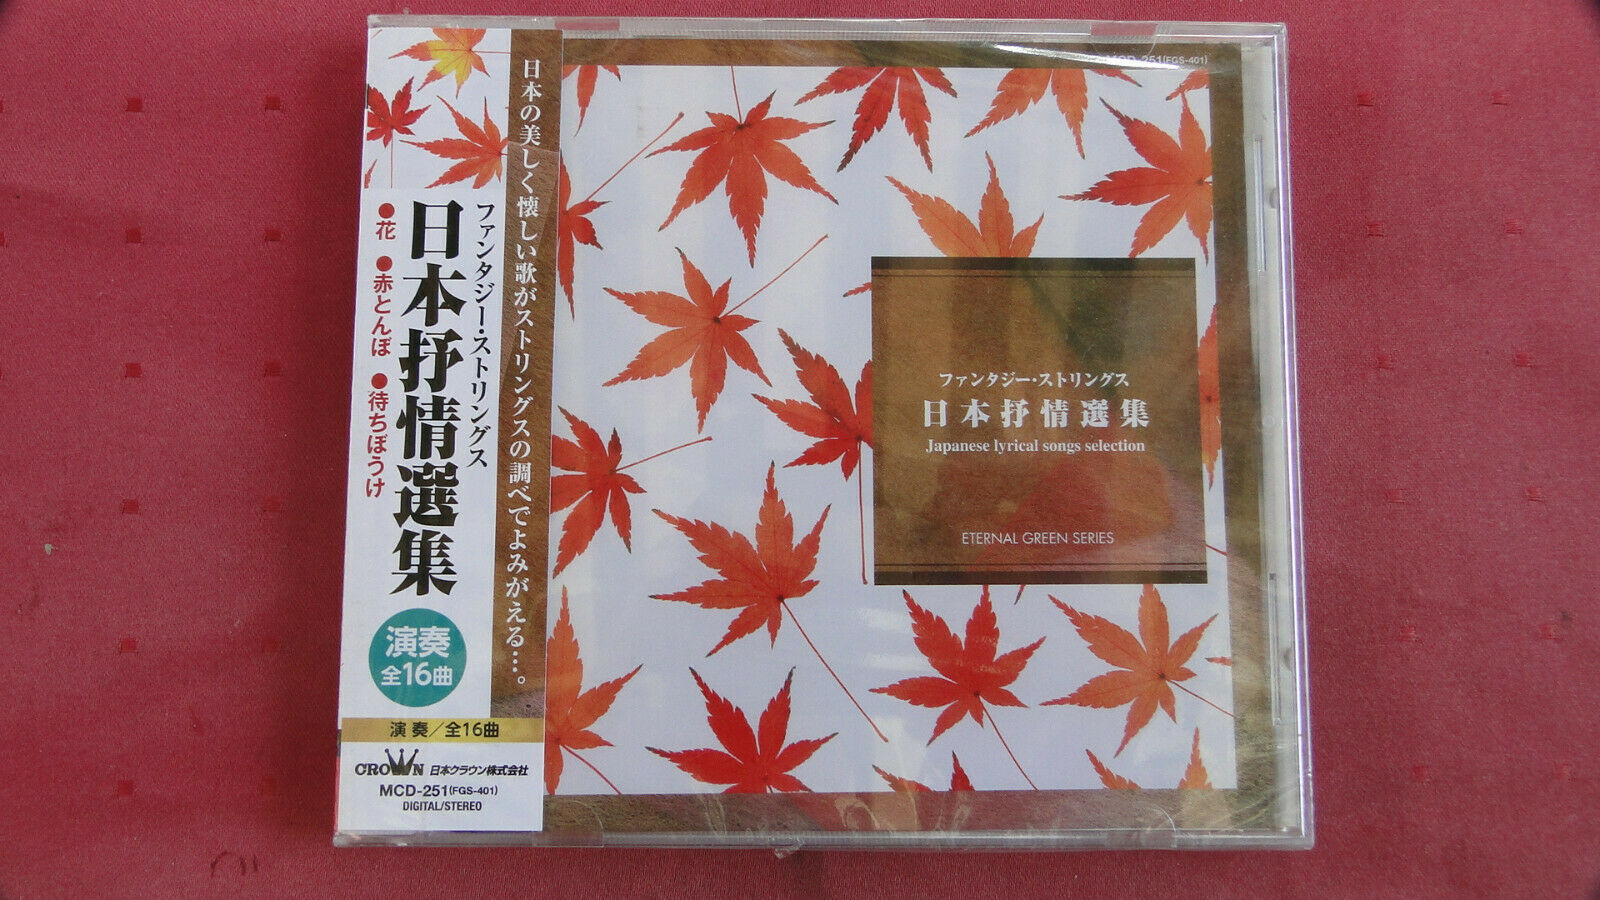 日本の美しく懐しい歌がストリングスの調べでよみがえる…。
ファンタジー・ストリングス
日本抒情選集
●花 ●赤とんぼ ●待ちぼうけ
演奏
全16曲
演奏／全16曲
CROWN 日本クラウン株式会社
MCD-251(FGS-401)
DIGITAL/STEREO
MCD-251(FGS-401)
ファンタジー・ストリングス
日本抒情選集
Japanese lyrical songs selection
ETERNAL GREEN SERIES